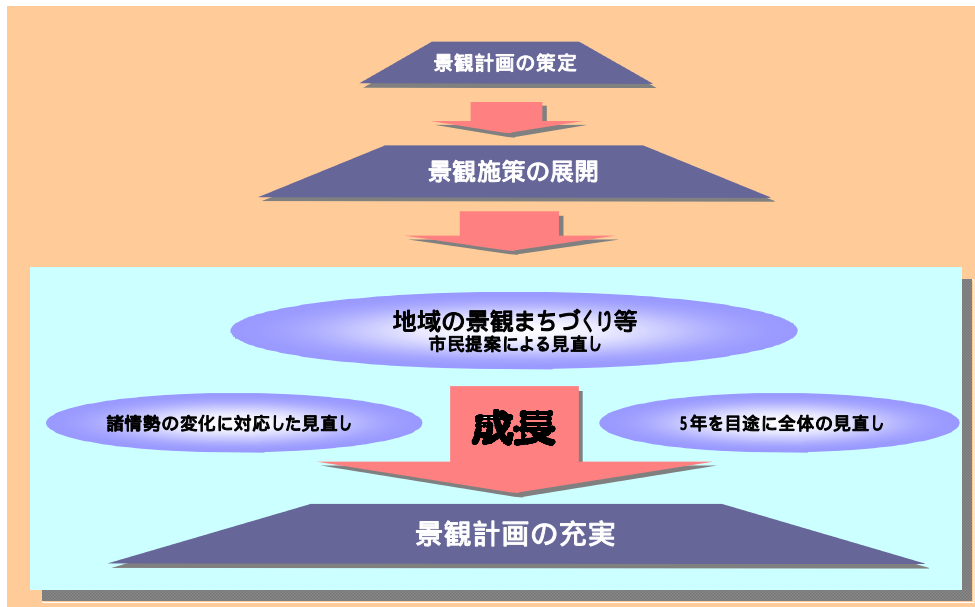 景観計画の策定
景観施策の展開
地域の景観まちづくり等
市民提案による見直し
諸情勢の変化に対応した見直し
成長
5年を目途に全体の見直し
景観計画の充実